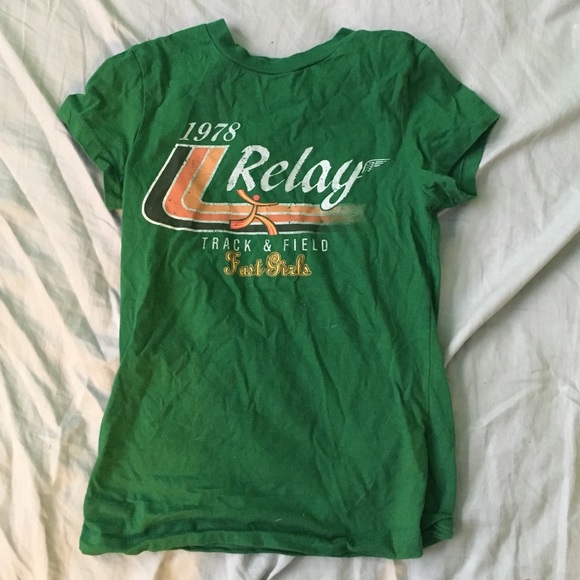 1978
Relay
TRACK & FIELD
Fast Girls